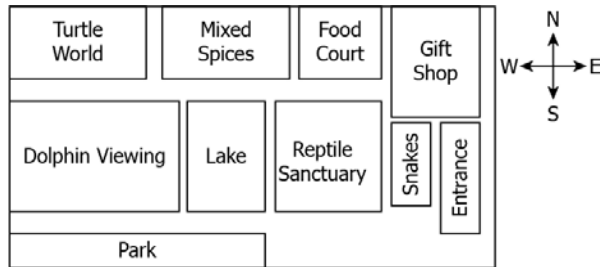 Turtle
World
Mixed
Spices
Food
Court
Gift
Shop
N
W
E
S
Dolphin Viewing
Lake
Reptile
Sanctuary
Snakes
Entrance
Park